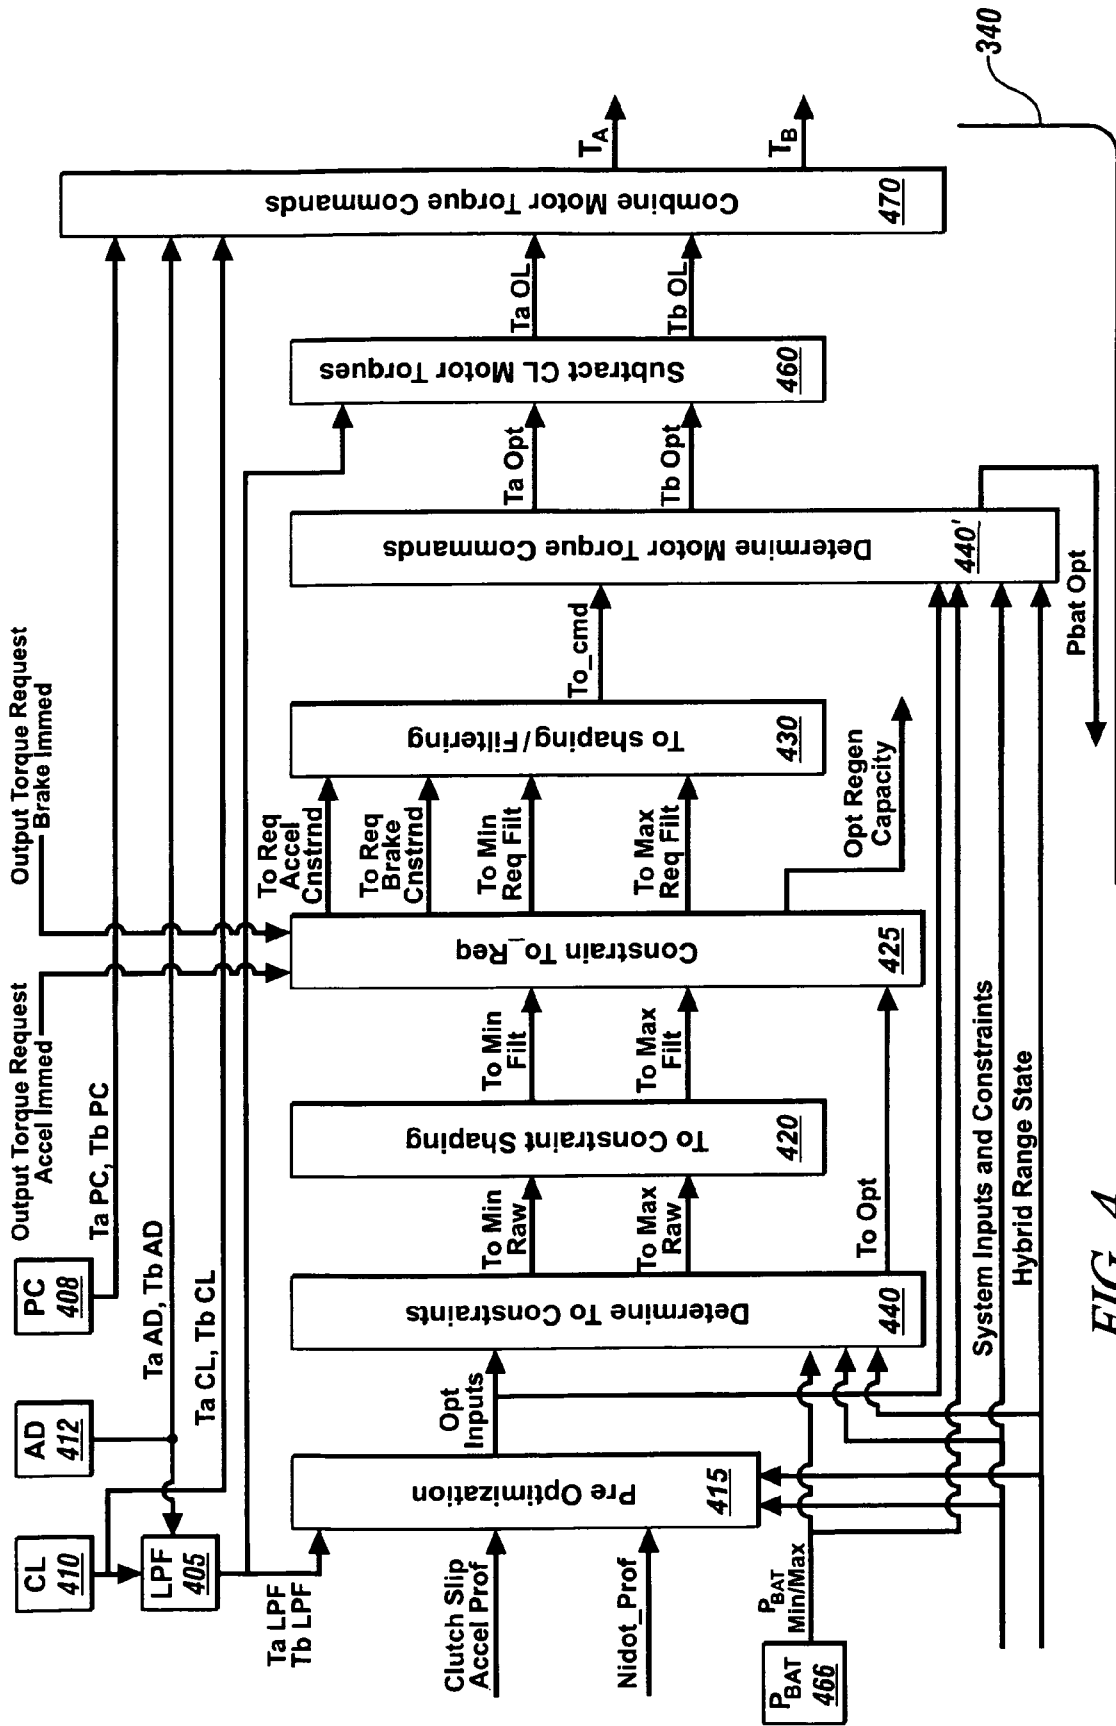 Output Torque Request
Accel Immed
Output Torque Request
Brake Immed
PC
408
Ta PC, Tb PC
AD
412
Ta AD, Tb AD
CL
410
Ta CL, Tb CL
LPF
405
Ta LPF
Tb LPF
Clutch Slip
Accel Prof
Nidot_Prof
PBAT
466
PBAT
Min/Max
Pre Optimization
415
Opt
Inputs
Determine To Constraints
440
To Min
Raw
To Max
Raw
To Opt
To Constraint Shaping
420
To Min
Filt
To Max
Filt
Constrain To_Req
425
To Req
Accel
Cnstrnd
To Req
Brake
Cnstrnd
To Min
Req Filt
To Max
Req Filt
Opt Regen
Capacity
To shaping/Filtering
430
To_cmd
Determine Motor Torque Commands
440'
Ta Opt
Tb Opt
Pbat Opt
Subtract CL Motor Torques
460
Ta OL
Tb OL
Combine Motor Torque Commands
470
TA
TB
System Inputs and Constraints
Hybrid Range State
340
FIG. 4